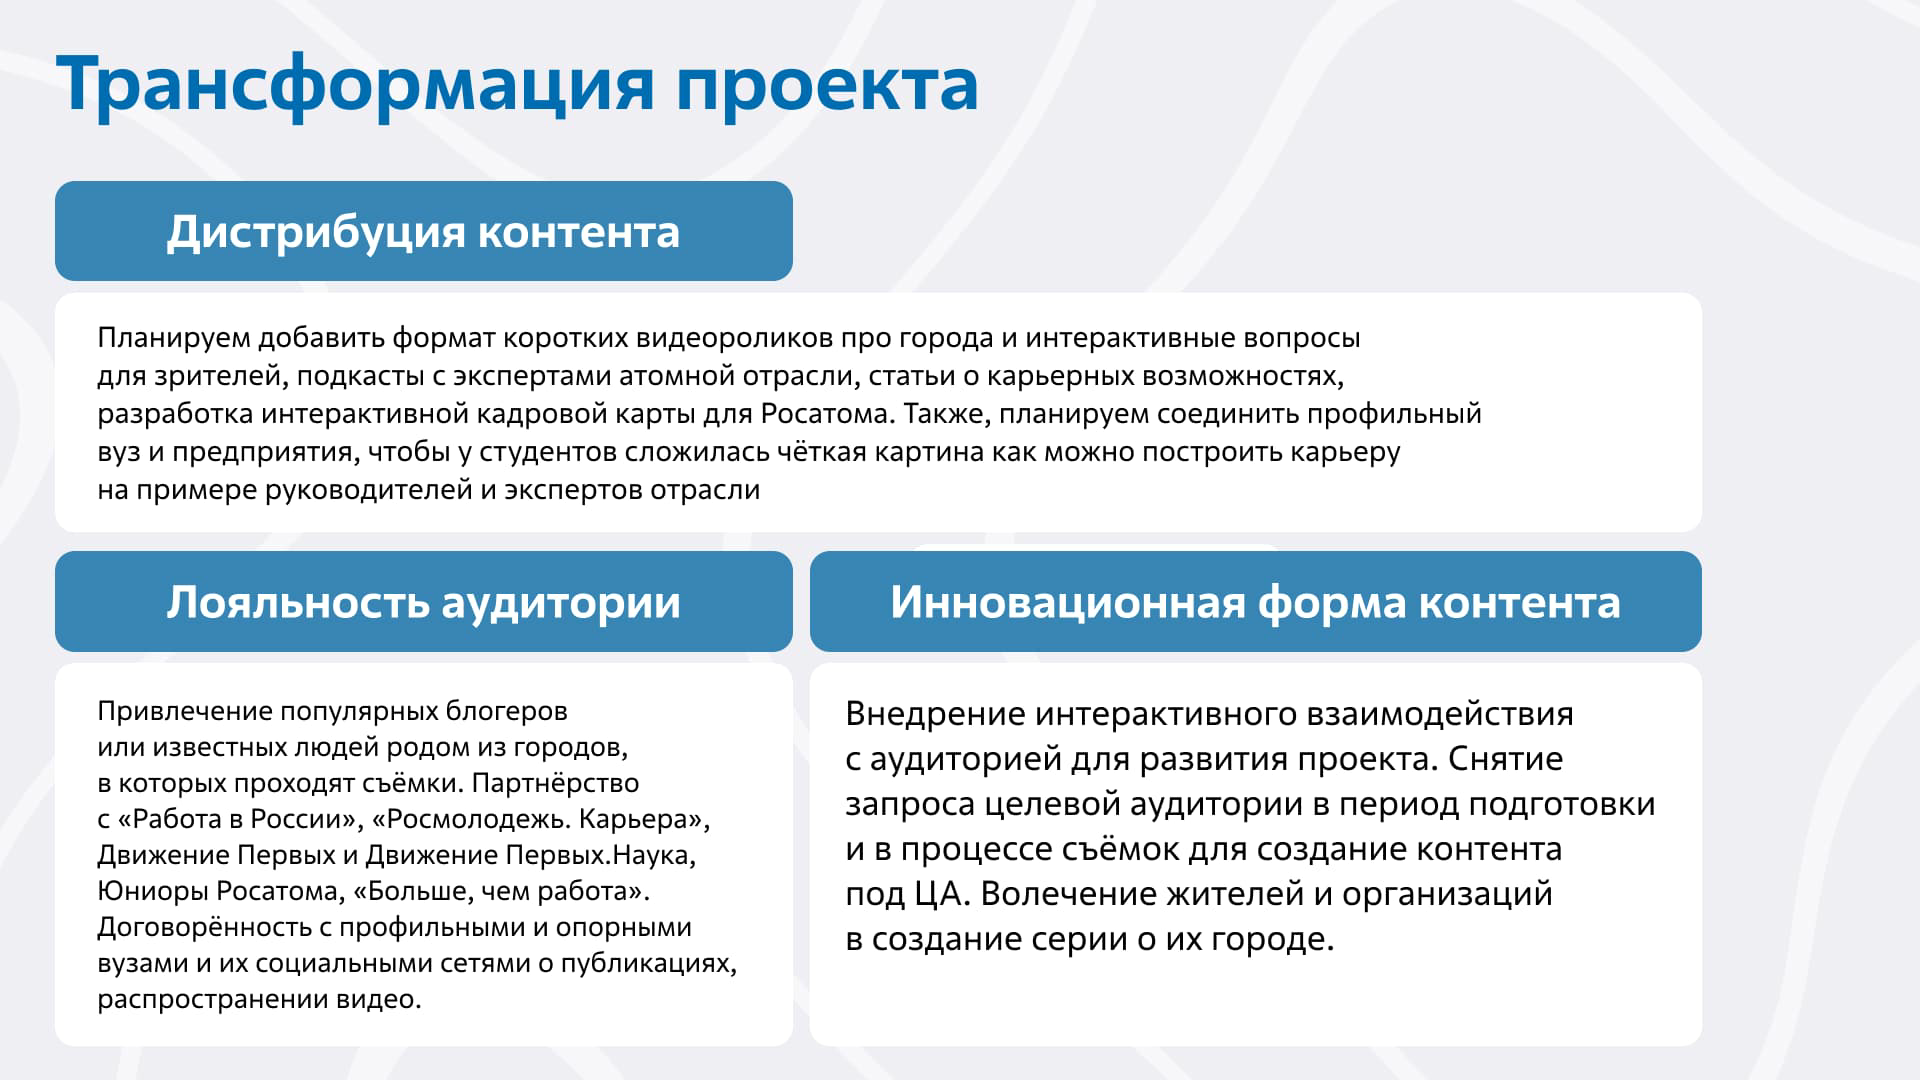 Трансформация проекта
Дистрибуция контента
Планируем добавить формат коротких видеороликов про города и интерактивные вопросы
для зрителей, подкасты с экспертами атомной отрасли, статьи о карьерных возможностях,
разработка интерактивной кадровой карты для Росатома. Также, планируем соединить профильный
вуз и предприятия, чтобы у студентов сложилась чёткая картина как можно построить карьеру
на примере руководителей и экспертов отрасли
Лояльность аудитории
Привлечение популярных блогеров
или известных людей родом из городов,
в которых проходят съёмки. Партнёрство
с «Работа в России», «Росмолодежь. Карьера»,
Движение Первых и Движение Первых.Наука,
Юниоры Росатома, «Больше, чем работа».
Договорённость с профильными и опорными
вузами и их социальными сетями о публикациях,
распространении видео.
Инновационная форма контента
Внедрение интерактивного взаимодействия
с аудиторией для развития проекта. Снятие
запроса целевой аудитории в период подготовки
и в процессе съёмок для создание контента
под ЦА. Волечение жителей и организаций
в создание серии о их городе.